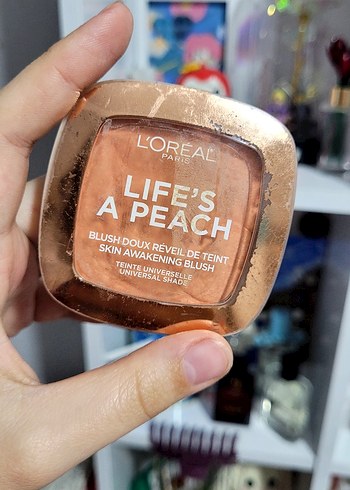 L'ORÉAL
PARIS
LIFE'S
A PEACH
BLUSH DOUX RÉVEIL DE TEINT
SKIN AWAKENING BLUSH
TEINTE UNIVERSELLE
UNIVERSAL SHADE